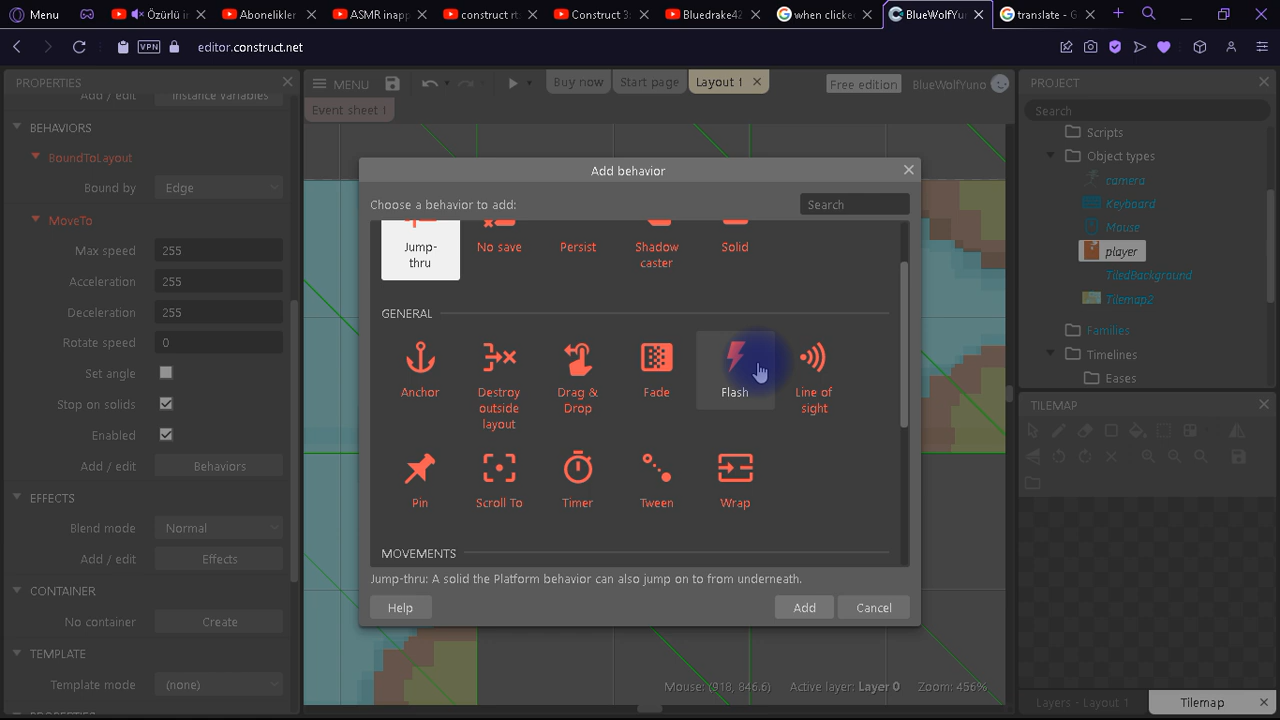 Menu
Özürlü in
Abonelikler
ASMR inapp
construct rts
Construct 3:
Bluedrake42
when clicke
BlueWolfYun
translate - G
VPN
editor.construct.net
PROPERTIES
MENU
Buy now
Start page
Layout 1
Free edition
BlueWolfYuno
PROJECT
Add / edit
Instance variables
Event sheet 1
Search
BEHAVIORS
Scripts
BoundToLayout
Object types
Bound by
Edge
camera
MoveTo
Keyboard
Max speed
255
Mouse
Acceleration
255
player
Deceleration
255
TiledBackground
Rotate speed
0
Tilemap2
Set angle
Families
Stop on solids
Timelines
Enabled
Eases
Add / edit
Behaviors
TILEMAP
EFFECTS
Blend mode
Normal
Add / edit
Effects
CONTAINER
No container
Create
TEMPLATE
Template mode
(none)
Add behavior
Choose a behavior to add:
Search
Jump-
thru
No save
Persist
Shadow
caster
Solid
GENERAL
Anchor
Destroy
outside
layout
Drag &
Drop
Fade
Flash
Line of
sight
Pin
Scroll To
Timer
Tween
Wrap
MOVEMENTS
Jump-thru: A solid the Platform behavior can also jump on to from underneath.
Help
Add
Cancel
Mouse: (918, 846.6)
Active layer: Layer 0
Zoom: 456%
Layers - Layout 1
Tilemap